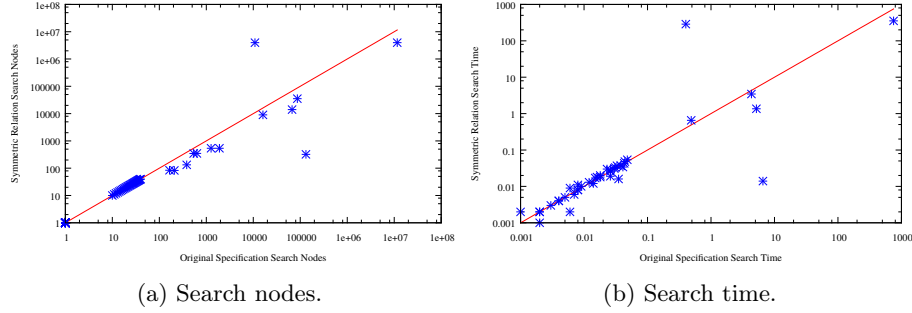 1e+08
1e+07
1e+06
100000
10000
1000
100
10
1
Symmetric Relation Search Nodes
1 10 100 1000 10000 100000 1e+06 1e+07 1e+08
Original Specification Search Nodes
(a) Search nodes.
1000
100
10
1
0.1
0.01
0.001
Symmetric Relation Search Time
0.001 0.01 0.1 1 10 100 1000
Original Specification Search Time
(b) Search time.